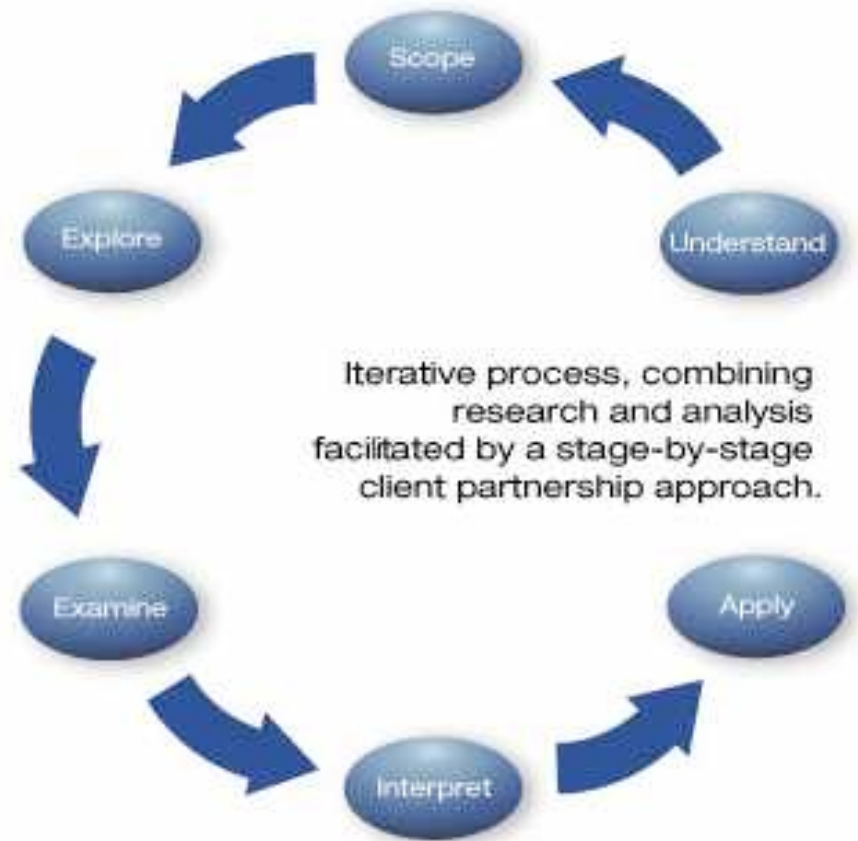 Scope
Explore
Understand
Iterative process, combining
research and analysis
facilitated by a stage-by-stage
client partnership approach.
Examine
Apply
Interpret